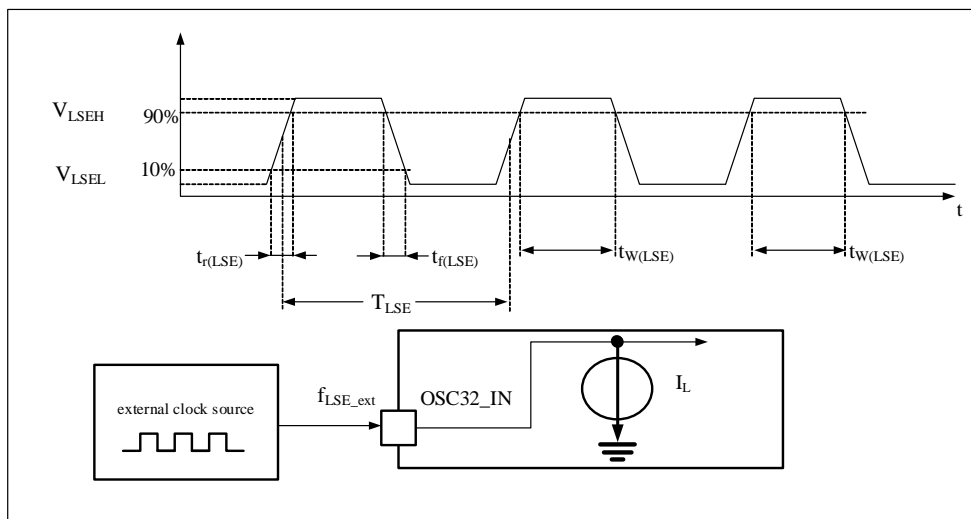 V_LSEH 90%
10%
V_LSEL
t
t_r(LSE) t_f(LSE) t_W(LSE) t_W(LSE)
T_LSE
external clock source
f_LSE_ext
OSC32_IN
I_L